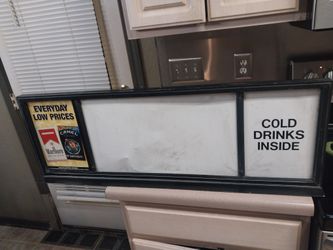 EVERYDAY
LOW PRICES
Marlboro
CAMEL
COLD
DRINKS
INSIDE